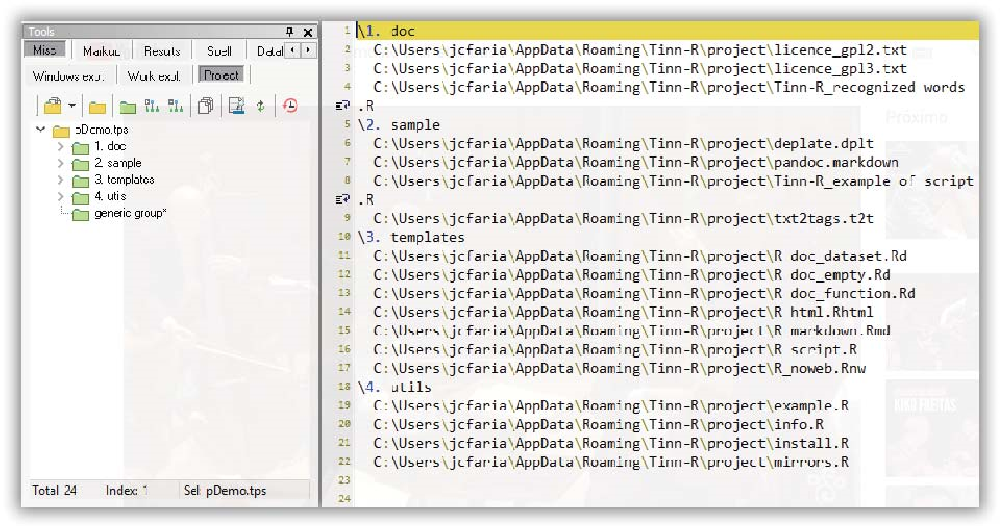 Tools
Misc Markup Results Spell Datal
Windows expl. Work expl. Project
pDemo.tps
1. doc
2. sample
3. templates
4. utils
generic group*
Total 24 Index: 1 Sel: pDemo.tps
1 \1. doc
2 C:\Users\jcfaria\AppData\Roaming\Tinn-R\project\licence_gpl2.txt
3 C:\Users\jcfaria\AppData\Roaming\Tinn-R\project\licence_gpl3.txt
4 C:\Users\jcfaria\AppData\Roaming\Tinn-R\project\Tinn-R_recognized words
.R
5 \2. sample
6 C:\Users\jcfaria\AppData\Roaming\Tinn-R\project\deplate.dplt
7 C:\Users\jcfaria\AppData\Roaming\Tinn-R\project\pandoc.markdown
8 C:\Users\jcfaria\AppData\Roaming\Tinn-R\project\Tinn-R_example of script
.R
9 C:\Users\jcfaria\AppData\Roaming\Tinn-R\project\txt2tags.t2t
10 \3. templates
11 C:\Users\jcfaria\AppData\Roaming\Tinn-R\project\R doc_dataset.Rd
12 C:\Users\jcfaria\AppData\Roaming\Tinn-R\project\R doc_empty.Rd
13 C:\Users\jcfaria\AppData\Roaming\Tinn-R\project\R doc_function.Rd
14 C:\Users\jcfaria\AppData\Roaming\Tinn-R\project\R html.Rhtml
15 C:\Users\jcfaria\AppData\Roaming\Tinn-R\project\R markdown.Rmd
16 C:\Users\jcfaria\AppData\Roaming\Tinn-R\project\R script.R
17 C:\Users\jcfaria\AppData\Roaming\Tinn-R\project\R_noweb.Rnw
18 \4. utils
19 C:\Users\jcfaria\AppData\Roaming\Tinn-R\project\example.R
20 C:\Users\jcfaria\AppData\Roaming\Tinn-R\project\info.R
21 C:\Users\jcfaria\AppData\Roaming\Tinn-R\project\install.R
22 C:\Users\jcfaria\AppData\Roaming\Tinn-R\project\mirrors.R
23
24
Próximo
KIKO FREITAS